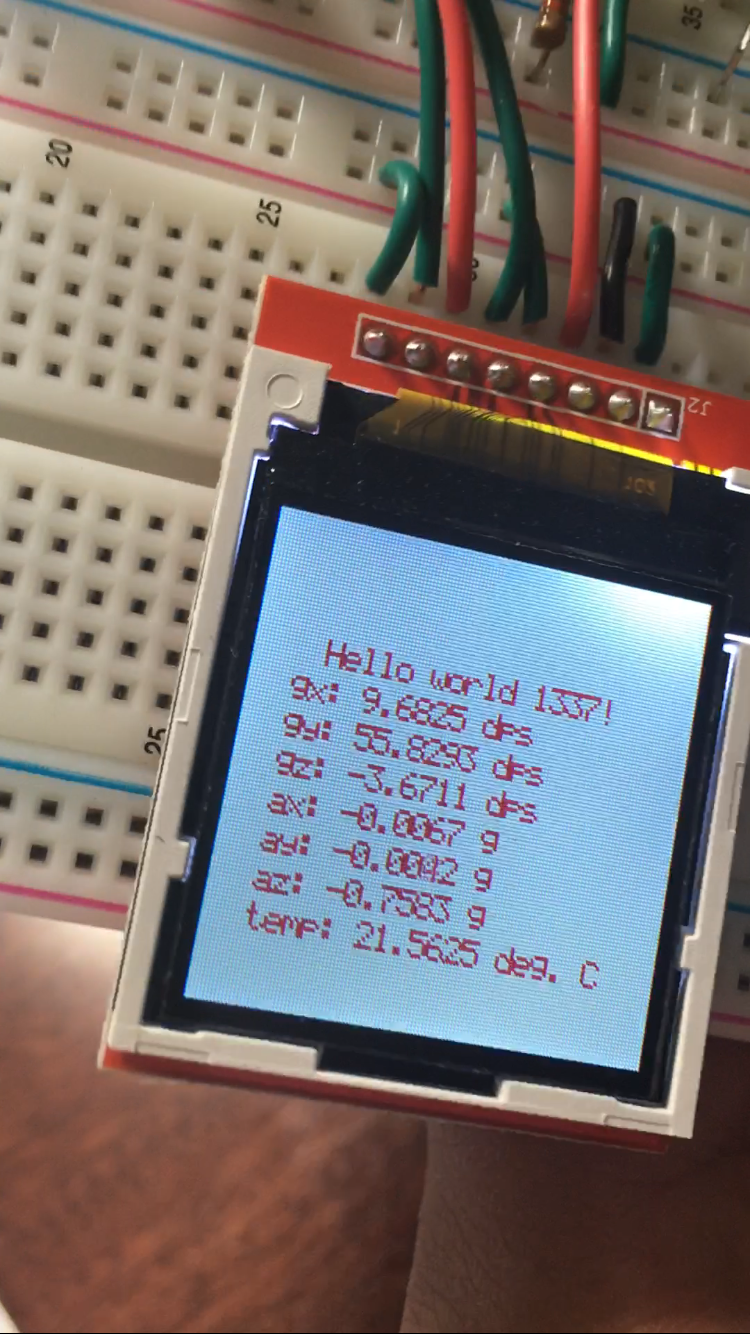 35
20
25
J2
Hello world 1337!
gx: 9.6825 dps
gy: 55.8293 dps
gz: -3.6711 dps
ax: -0.0067 g
ay: -0.0042 g
az: -0.7583 g
temp: 21.5625 deg. C
25